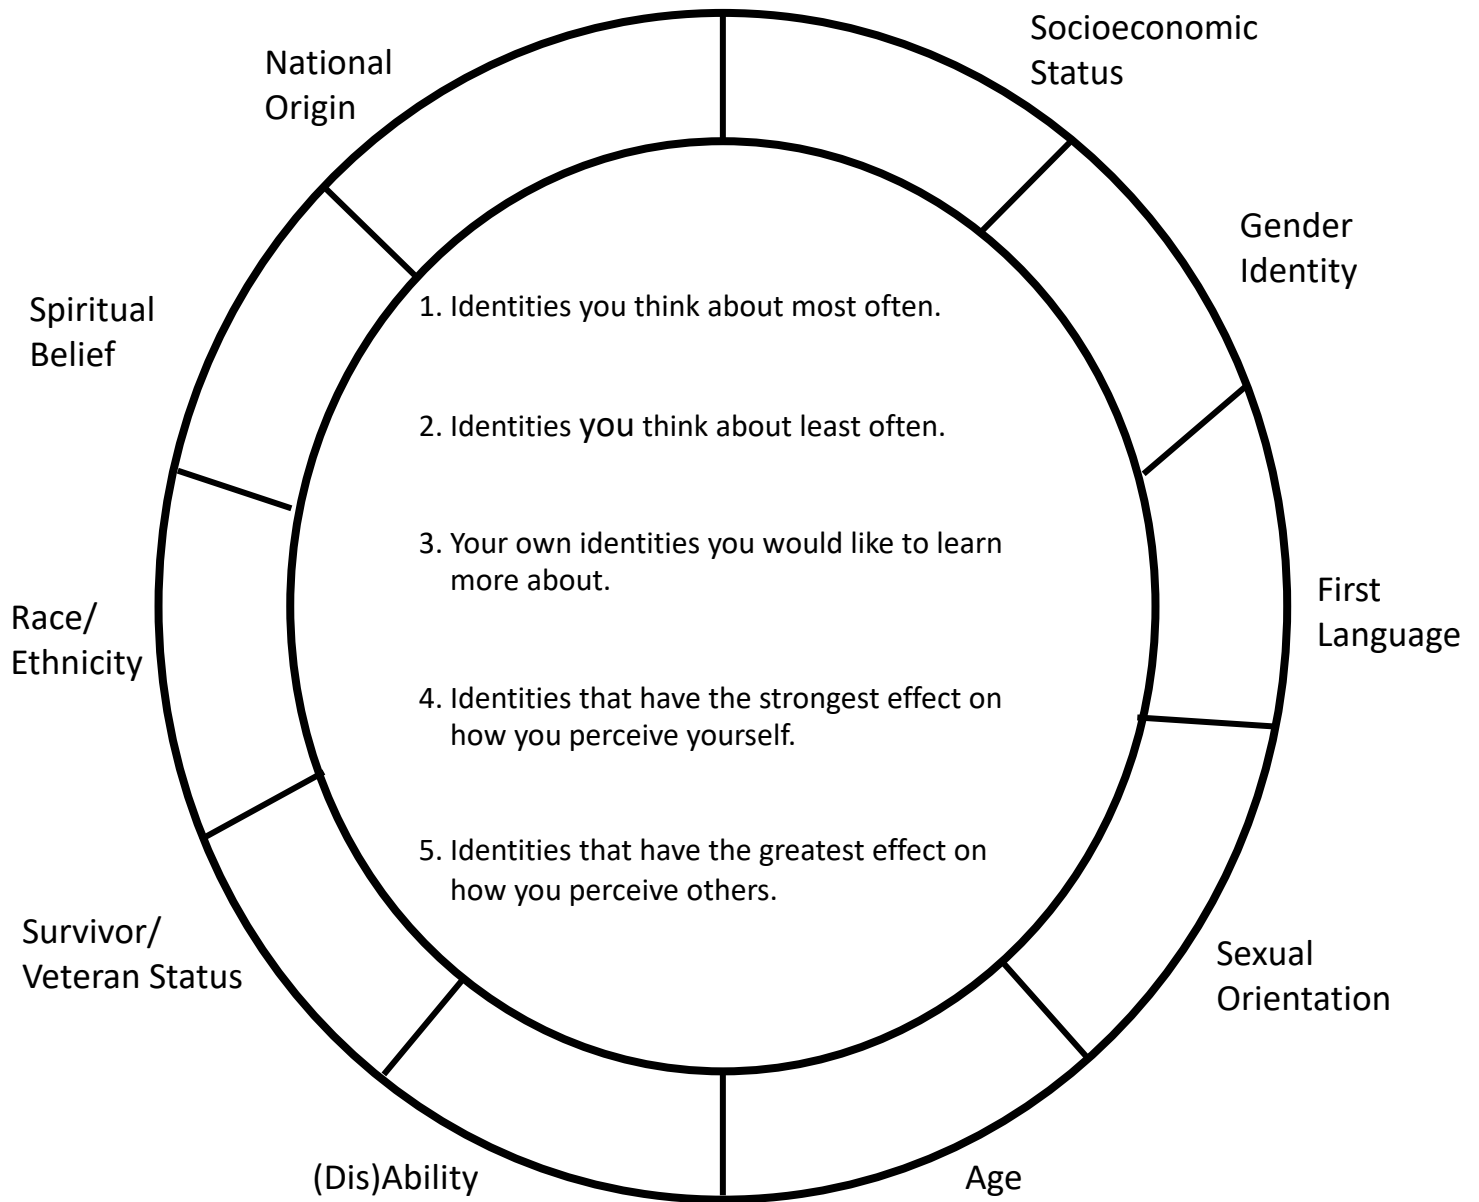 National
Origin
Socioeconomic
Status
Gender
Identity
Spiritual
Belief
1. Identities you think about most often.
2. Identities you think about least often.
3. Your own identities you would like to learn
more about.
First
Language
Race/
Ethnicity
4. Identities that have the strongest effect on
how you perceive yourself.
5. Identities that have the greatest effect on
how you perceive others.
Survivor/
Veteran Status
Sexual
Orientation
(Dis)Ability
Age